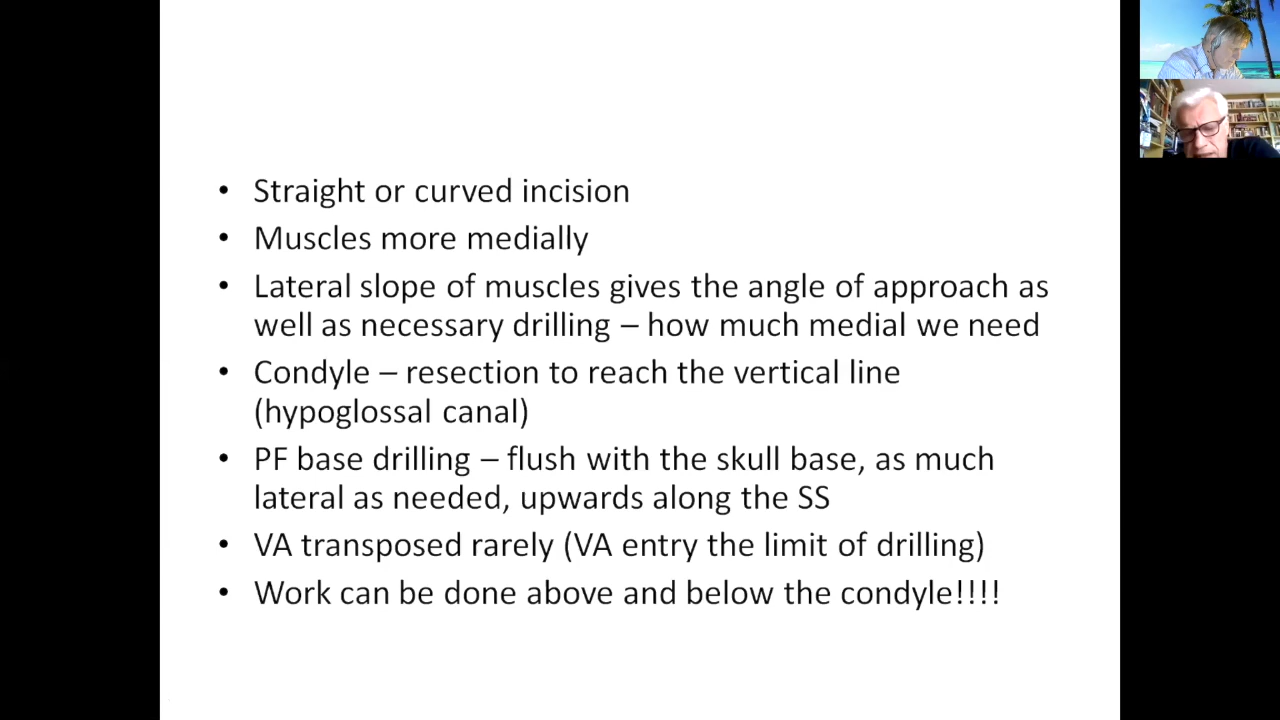 • Straight or curved incision
• Muscles more medially
• Lateral slope of muscles gives the angle of approach as
well as necessary drilling – how much medial we need
• Condyle – resection to reach the vertical line
(hypoglossal canal)
• PF base drilling – flush with the skull base, as much
lateral as needed, upwards along the SS
• VA transposed rarely (VA entry the limit of drilling)
• Work can be done above and below the condyle!!!!